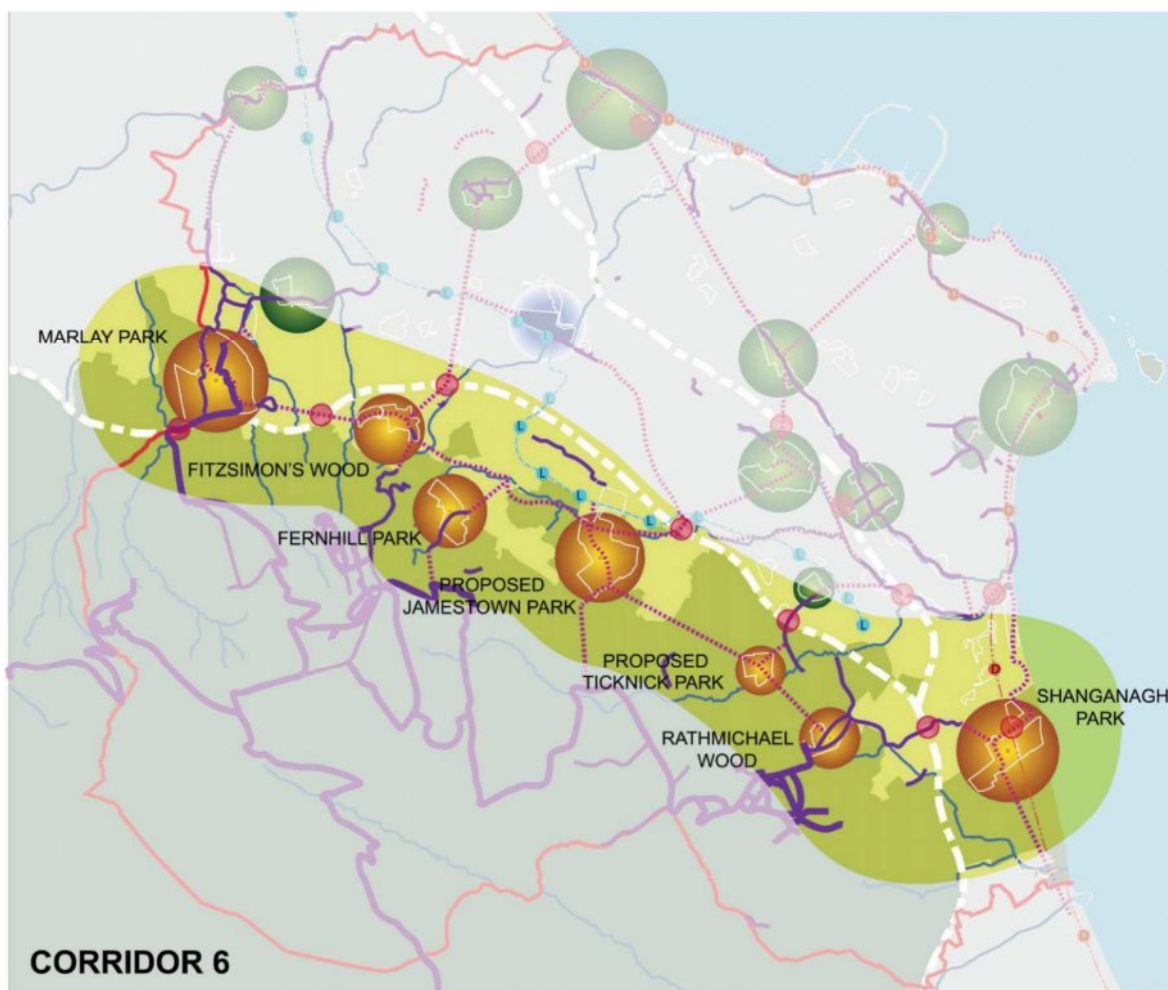 MARLAY PARK
FITZSIMON'S WOOD
FERNHILL PARK
PROPOSED
JAMESTOWN PARK
PROPOSED
TICKNICK PARK
RATHMICHAEL
WOOD
SHANGANAGH
PARK
L
L
L
L
L
L
L
L
L
L
L
L
L
D
D
D
D
D
D
D
D
D
D
D
CORRIDOR 6